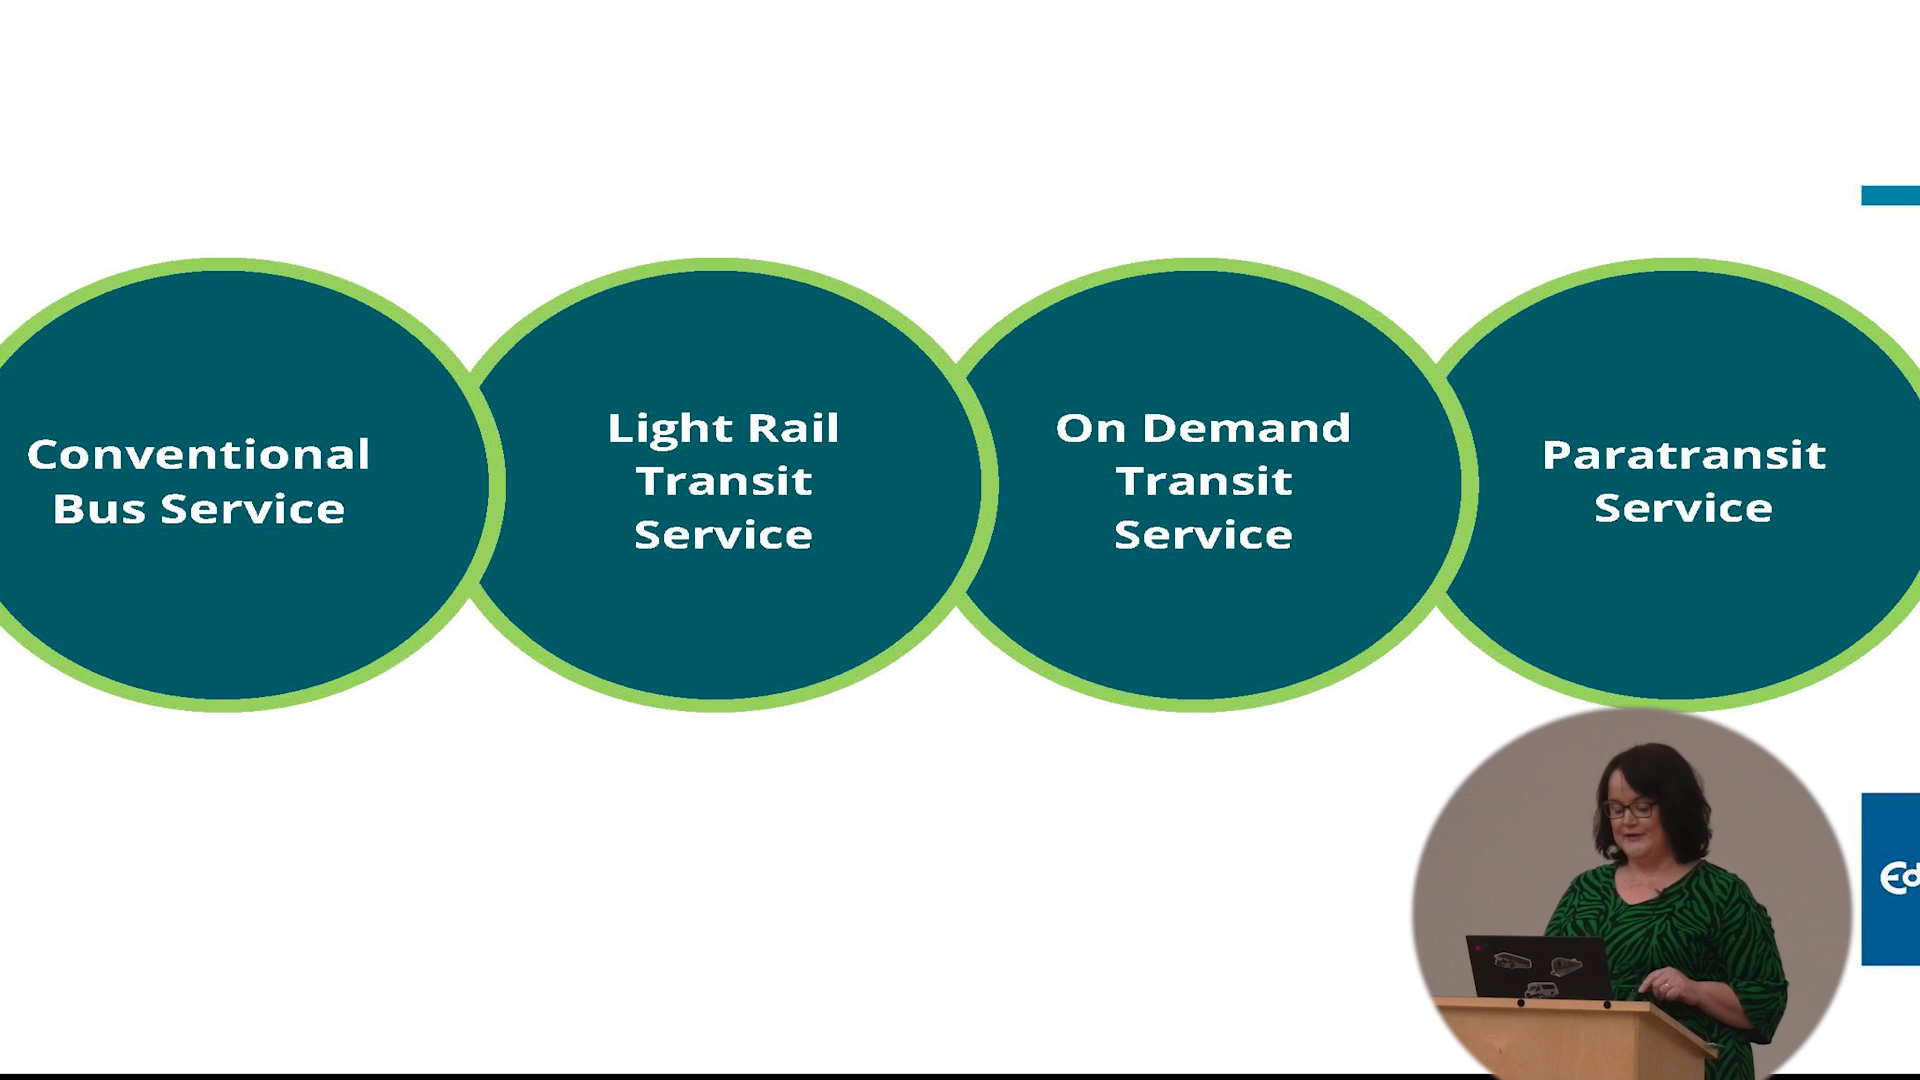 Conventional
Bus Service
Light Rail
Transit
Service
On Demand
Transit
Service
Paratransit
Service